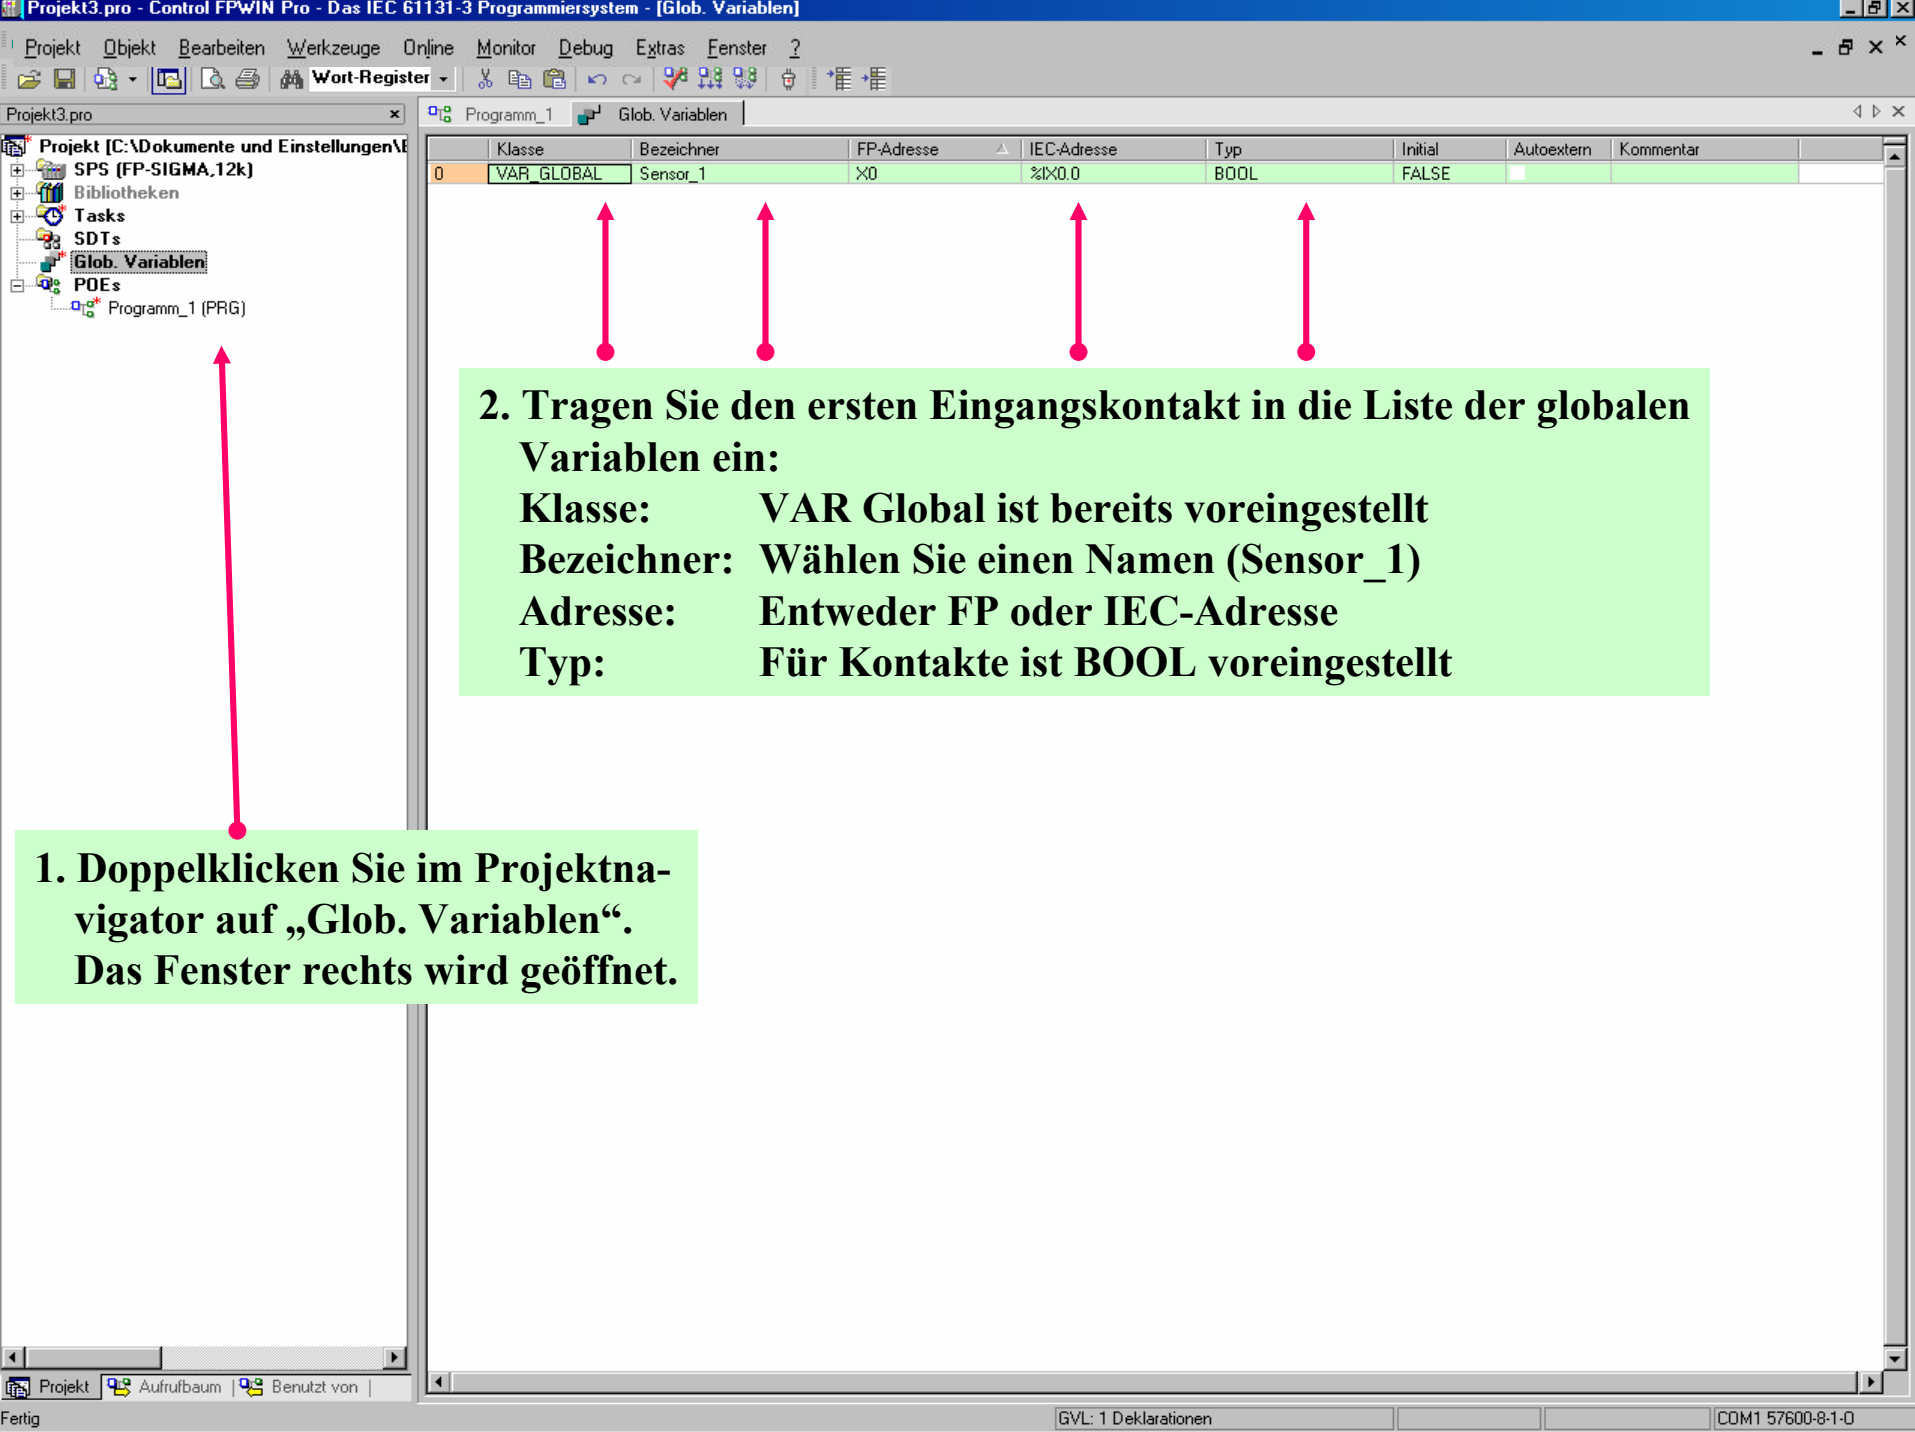 Projekt3.pro - Control FPWIN Pro - Das IEC 61131-3 Programmiersystem - [Glob. Variablen]
Projekt Objekt Bearbeiten Werkzeuge Online Monitor Debug Extras Fenster ?
Wort-Register
Projekt3.pro
Programm_1 Glob. Variablen
Projekt [C:\Dokumente und Einstellungen\
SPS (FP-SIGMA,12k)
Bibliotheken
Tasks
SDTs
Glob. Variablen
POEs
Programm_1 (PRG)
Klasse Bezeichner FP-Adresse IEC-Adresse Typ Initial Autoextern Kommentar
0 VAR_GLOBAL Sensor_1 X0 %IX0.0 BOOL FALSE
2. Tragen Sie den ersten Eingangskontakt in die Liste der globalen
Variablen ein:
Klasse: VAR Global ist bereits voreingestellt
Bezeichner: Wählen Sie einen Namen (Sensor_1)
Adresse: Entweder FP oder IEC-Adresse
Typ: Für Kontakte ist BOOL voreingestellt
1. Doppelklicken Sie im Projektna-
vigator auf „Glob. Variablen“.
Das Fenster rechts wird geöffnet.
Projekt Aufrufbaum Benutzt von
Fertig
GVL: 1 Deklarationen
COM1 57600-8-1-O